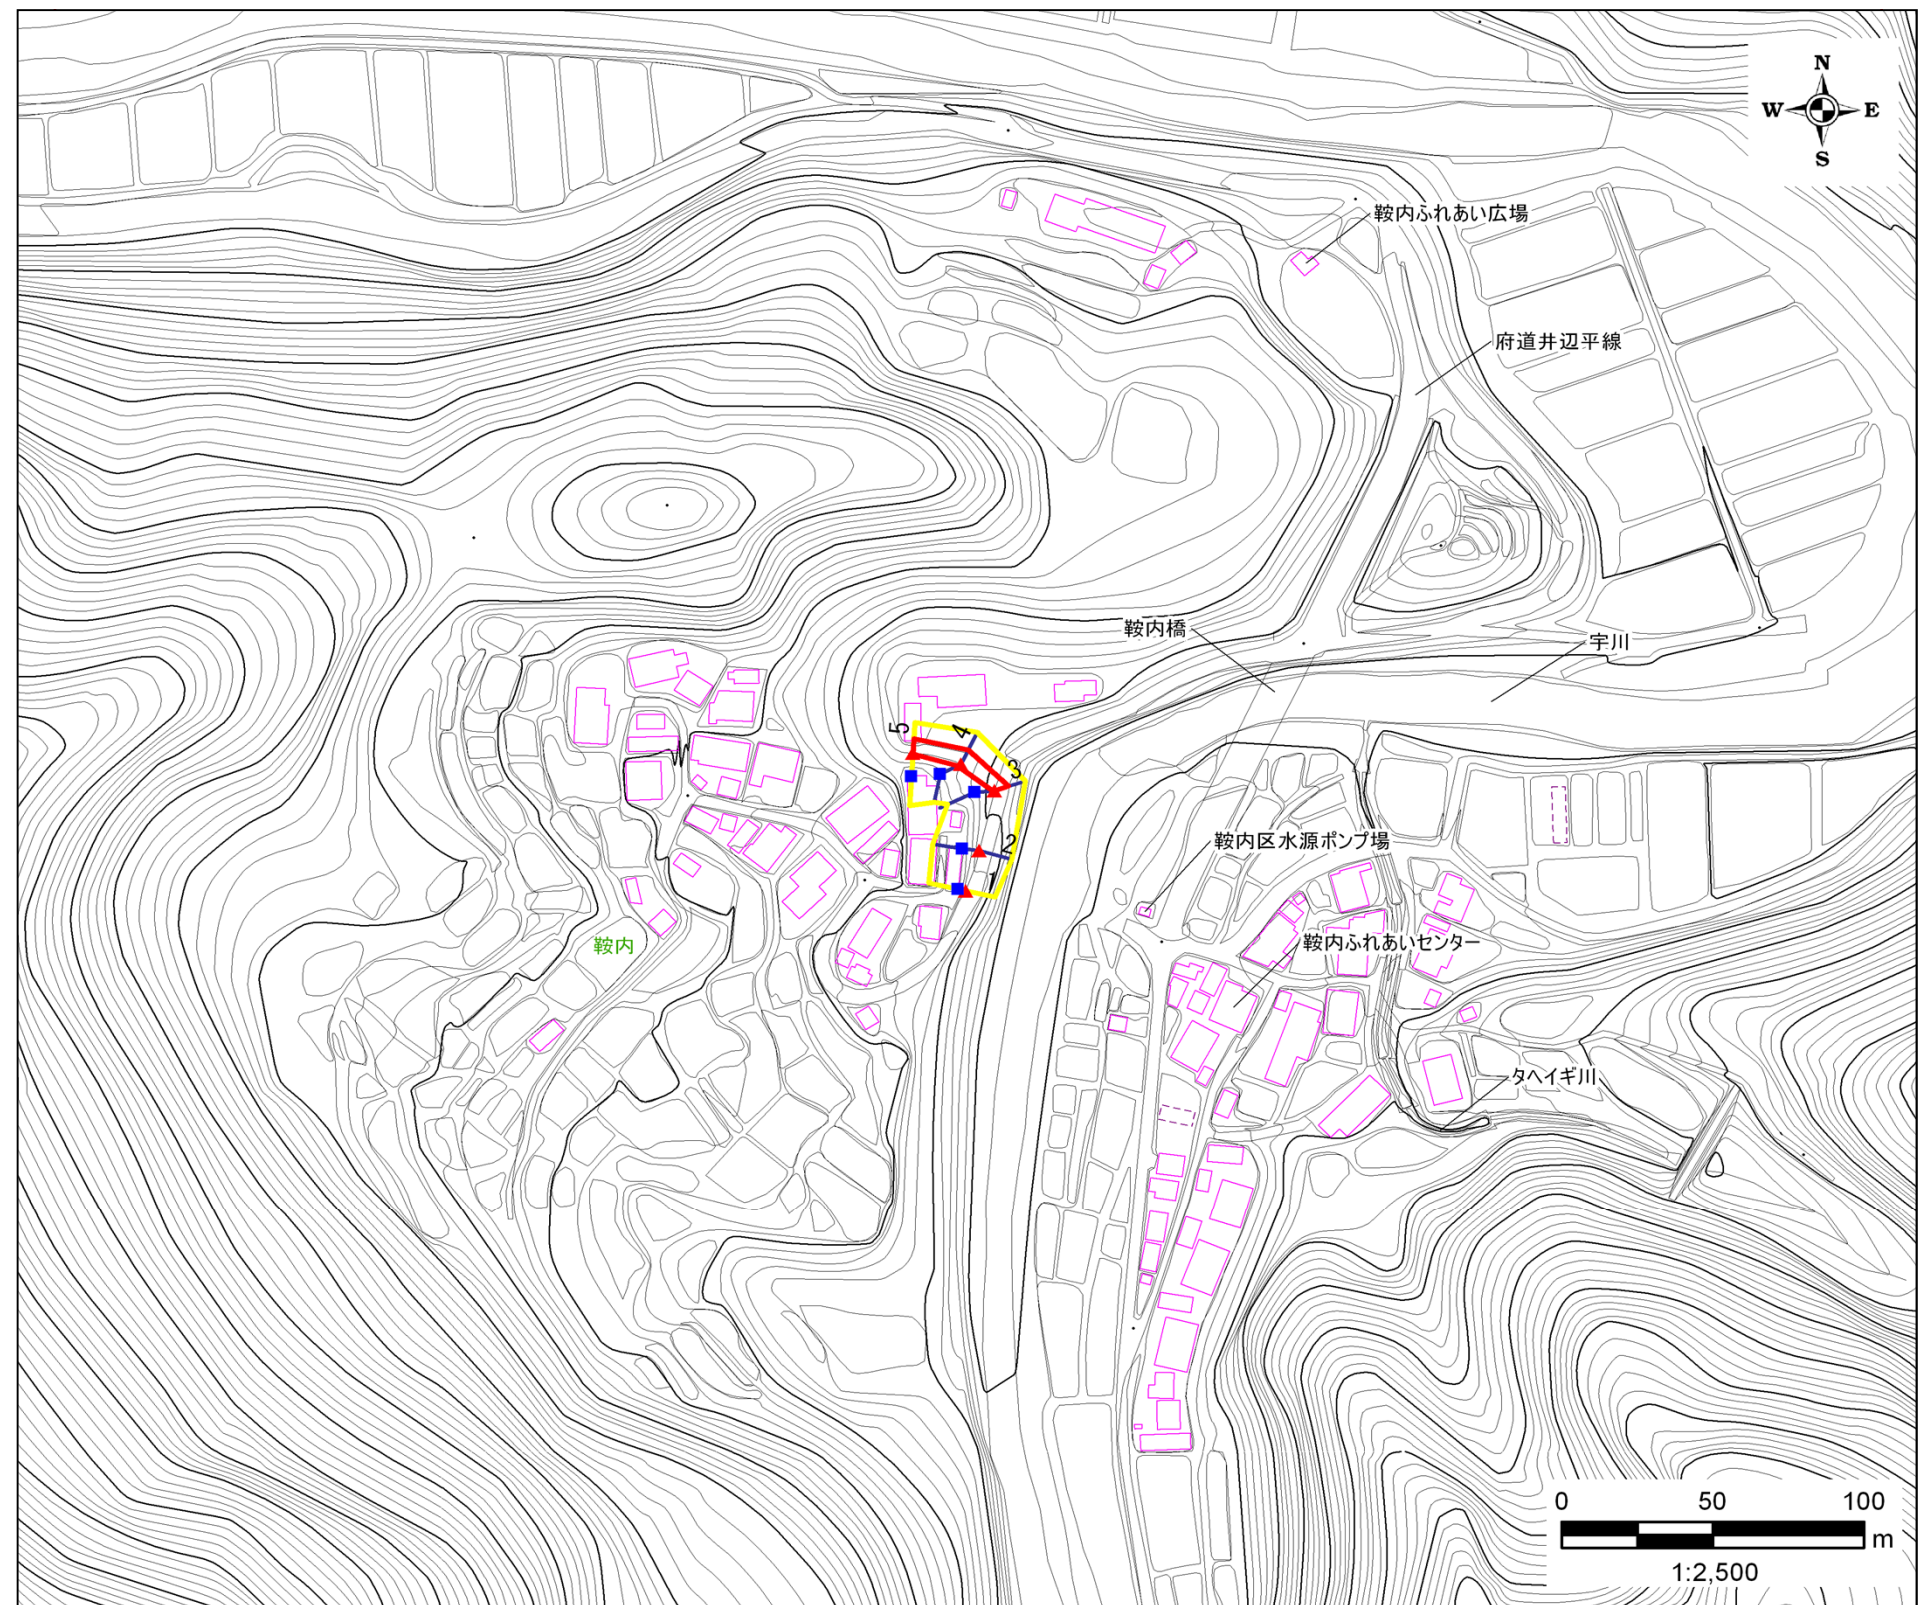 N
W E
S
鞍内ふれあい広場
府道井辺平線
鞍内橋
宇川
5
4
3
2
1
鞍内区水源ポンプ場
鞍内ふれあいセンター
鞍内
タヘイギ川
0 50 100
m
1:2,500